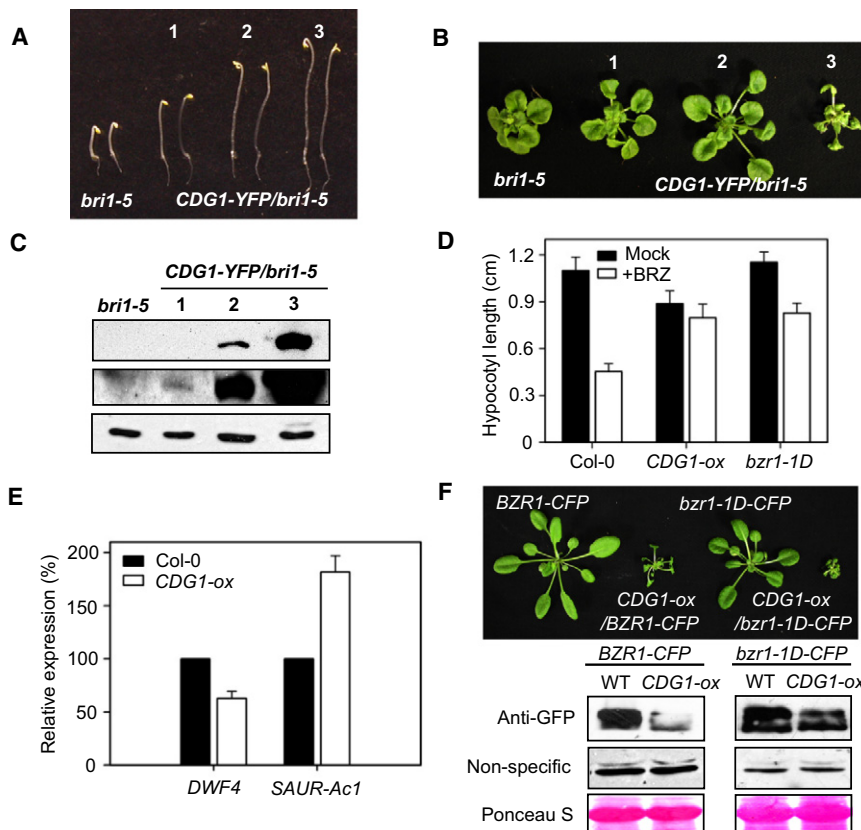 A
1 2 3
bri1-5 CDG1-YFP/bri1-5
B
1 2 3
bri1-5 CDG1-YFP/bri1-5
C
CDG1-YFP/bri1-5
bri1-5 1 2 3
D
Hypocotyl length (cm)
1.2
0.9
0.6
0.3
0
Mock
+BRZ
Col-0 CDG1-ox bzr1-1D
E
Relative expression (%)
200
150
100
50
0
Col-0
CDG1-ox
DWF4 SAUR-Ac1
F
BZR1-CFP bzr1-1D-CFP
CDG1-ox CDG1-ox
/BZR1-CFP /bzr1-1D-CFP
BZR1-CFP bzr1-1D-CFP
WT CDG1-ox WT CDG1-ox
Anti-GFP
Non-specific
Ponceau S